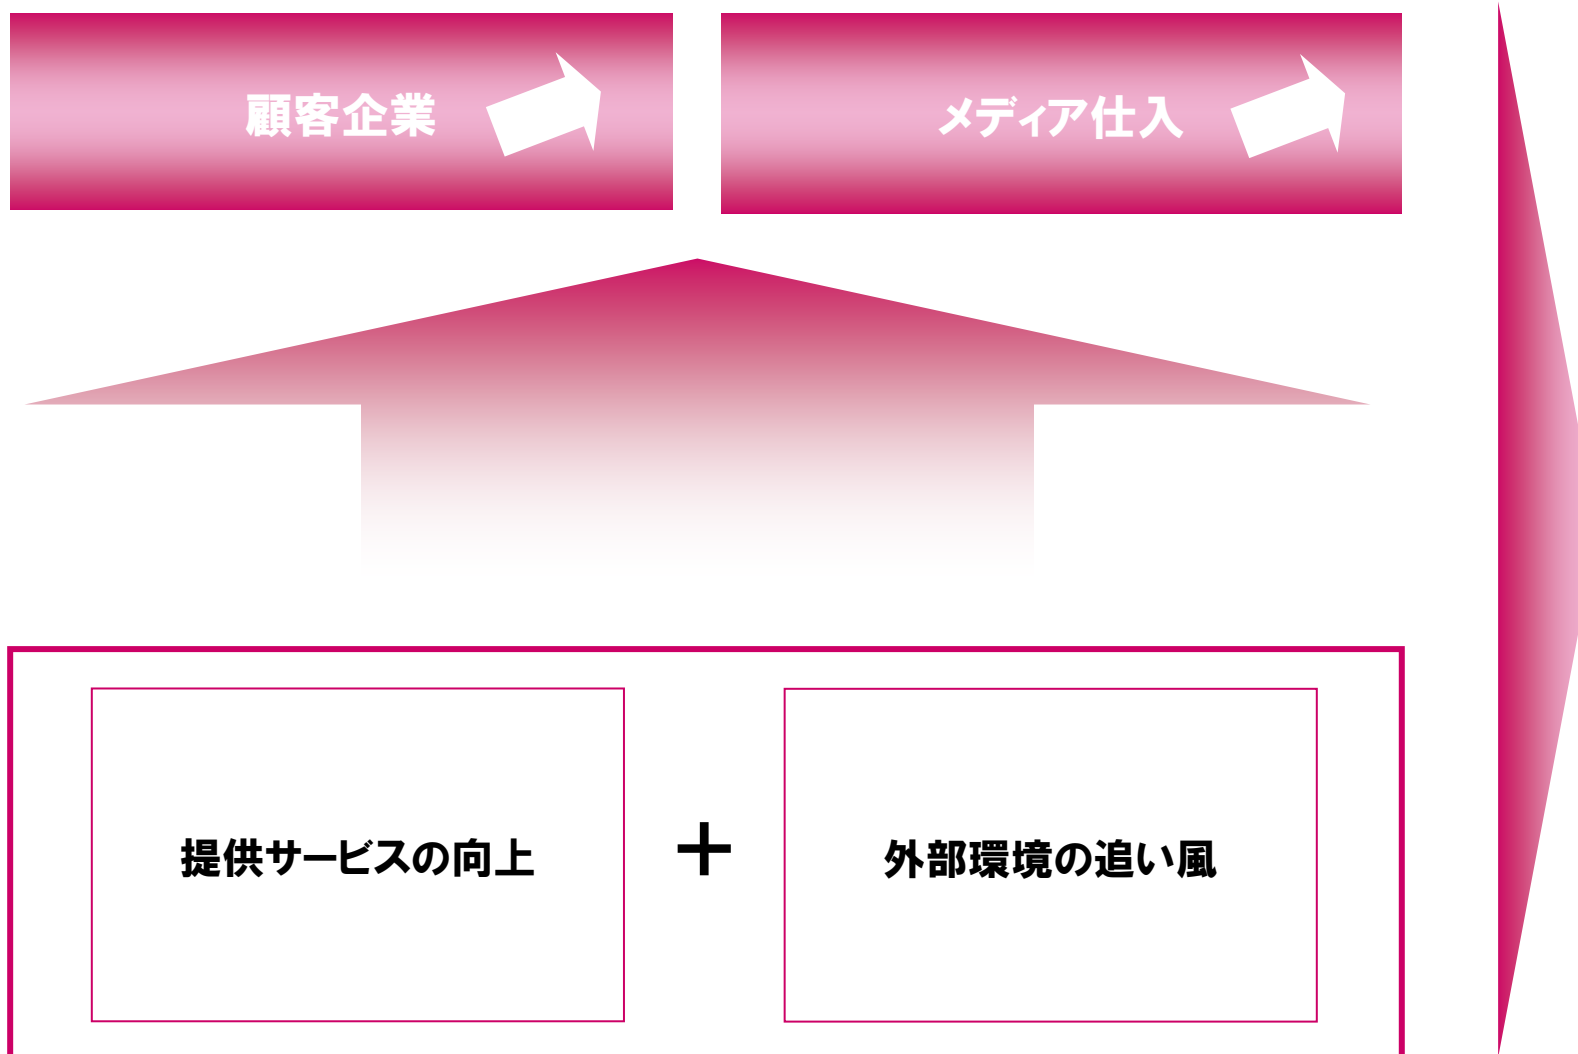 顧客企業
メディア仕入
提供サービスの向上
+
外部環境の追い風